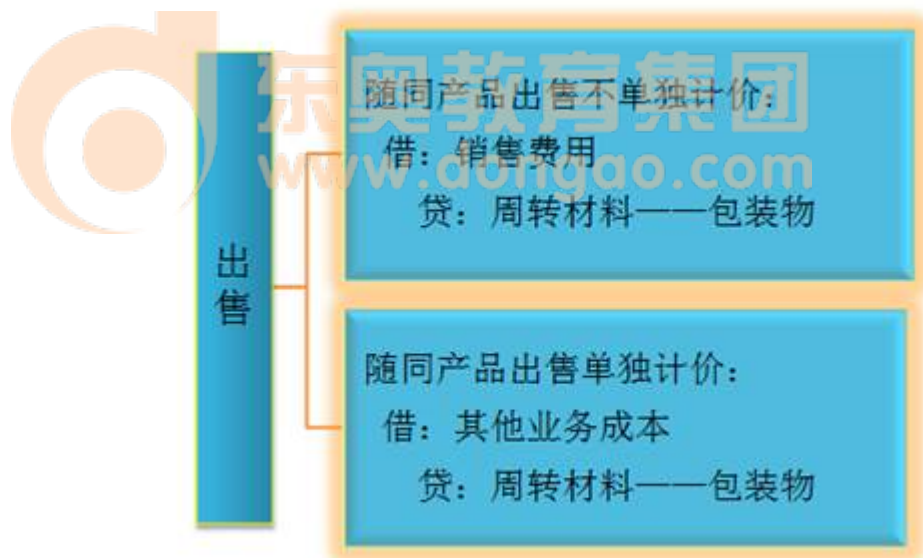 东奥教育集团
www.dongao.com
出售
随同产品出售不单独计价：
借：销售费用
贷：周转材料——包装物
随同产品出售单独计价：
借：其他业务成本
贷：周转材料——包装物